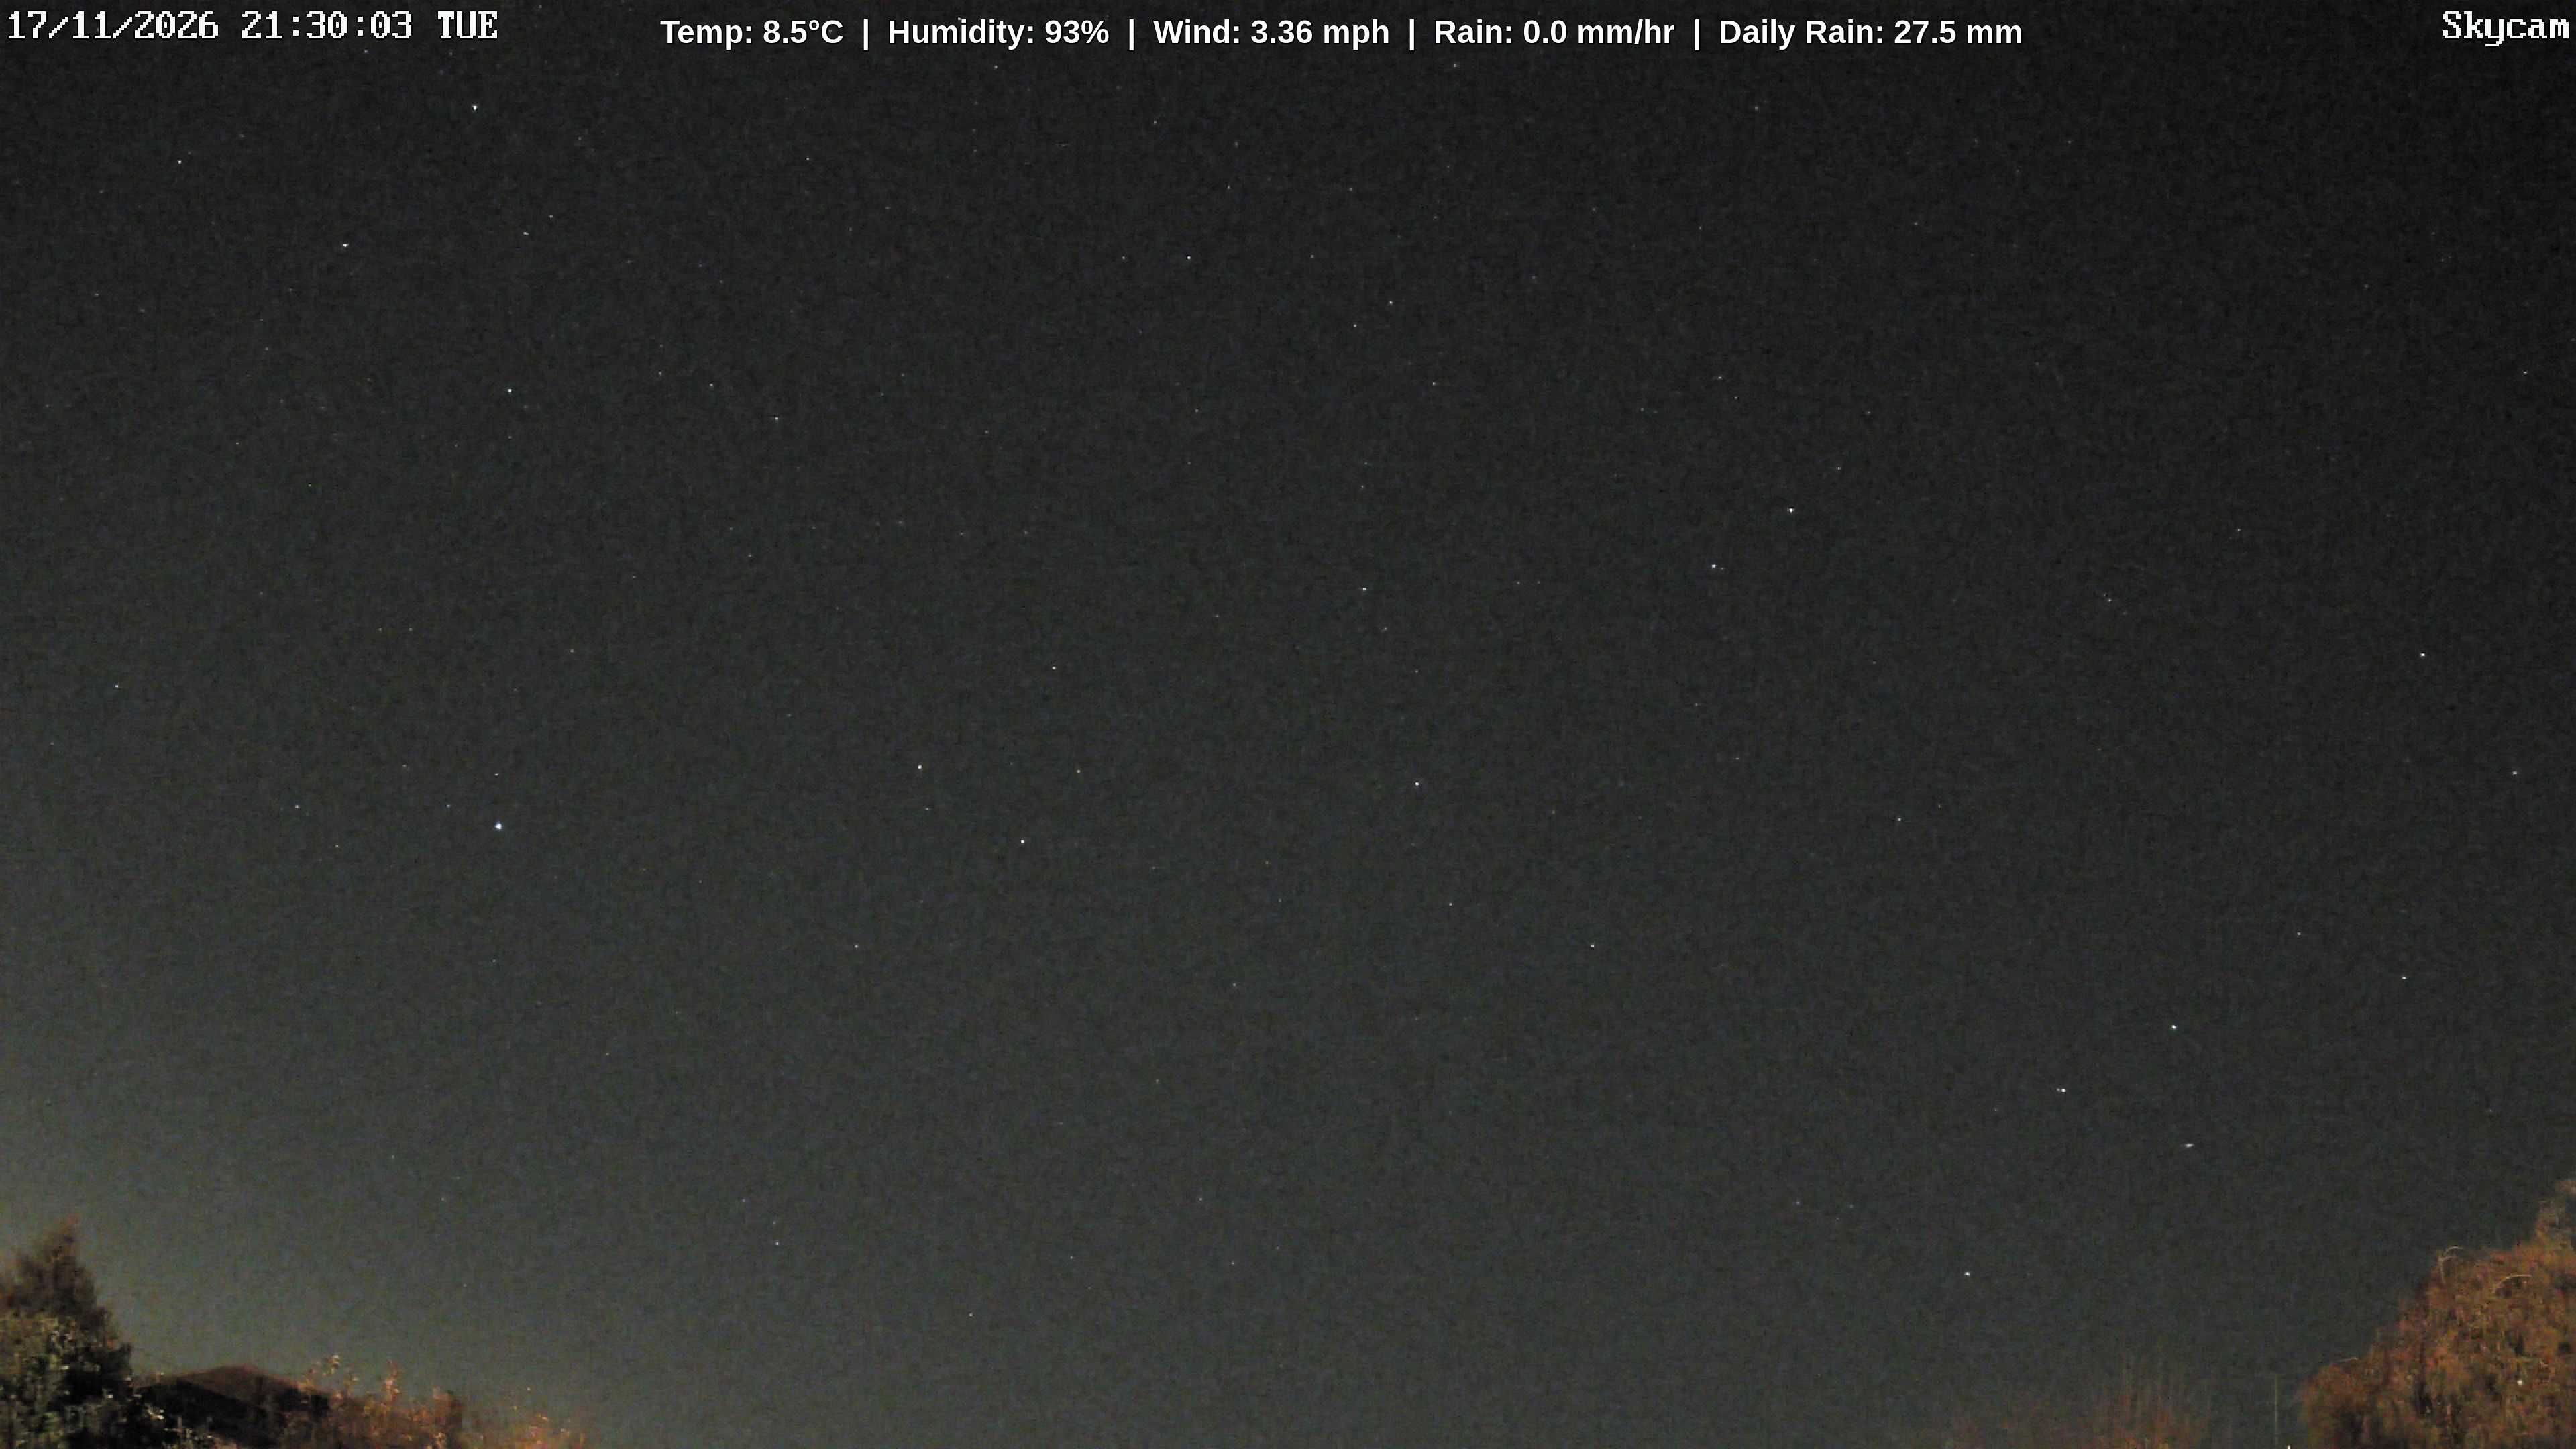 17/11/2026 21:30:03 TUE
Temp: 8.5°C | Humidity: 93% | Wind: 3.36 mph | Rain: 0.0 mm/hr | Daily Rain: 27.5 mm
Skycam